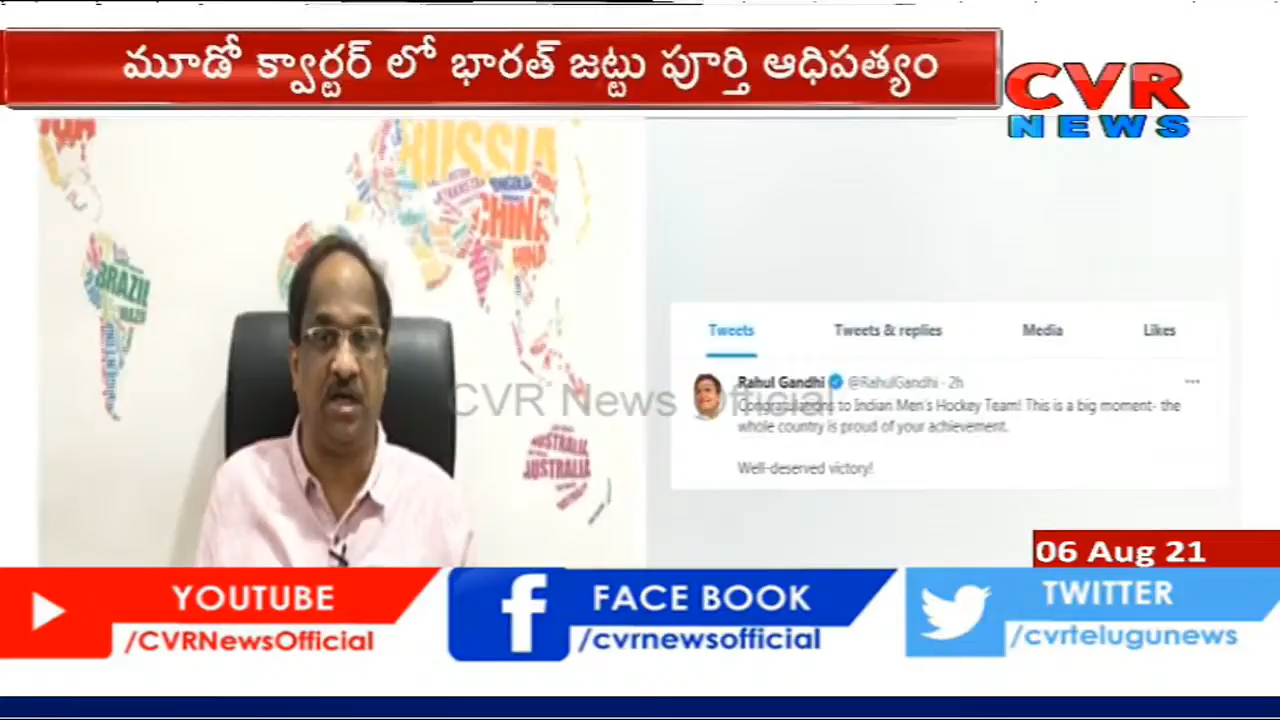 మూడో క్వార్టర్ లో భారత్ జట్టు పూర్తి ఆధిపత్యం
CVR
NEWS
RUSSIA
CHINA
BRAZIL
AUSTRALIA
Tweets Tweets & replies Media Likes
Rahul Gandhi @RahulGandhi · 2h
Congratulations to Indian Men's Hockey Team! This is a big moment- the
whole country is proud of your achievement.
Well-deserved victory!
CVR News Official
06 Aug 21
YOUTUBE
/CVRNewsOfficial
FACE BOOK
/cvrnewsofficial
TWITTER
/cvrtelugunews